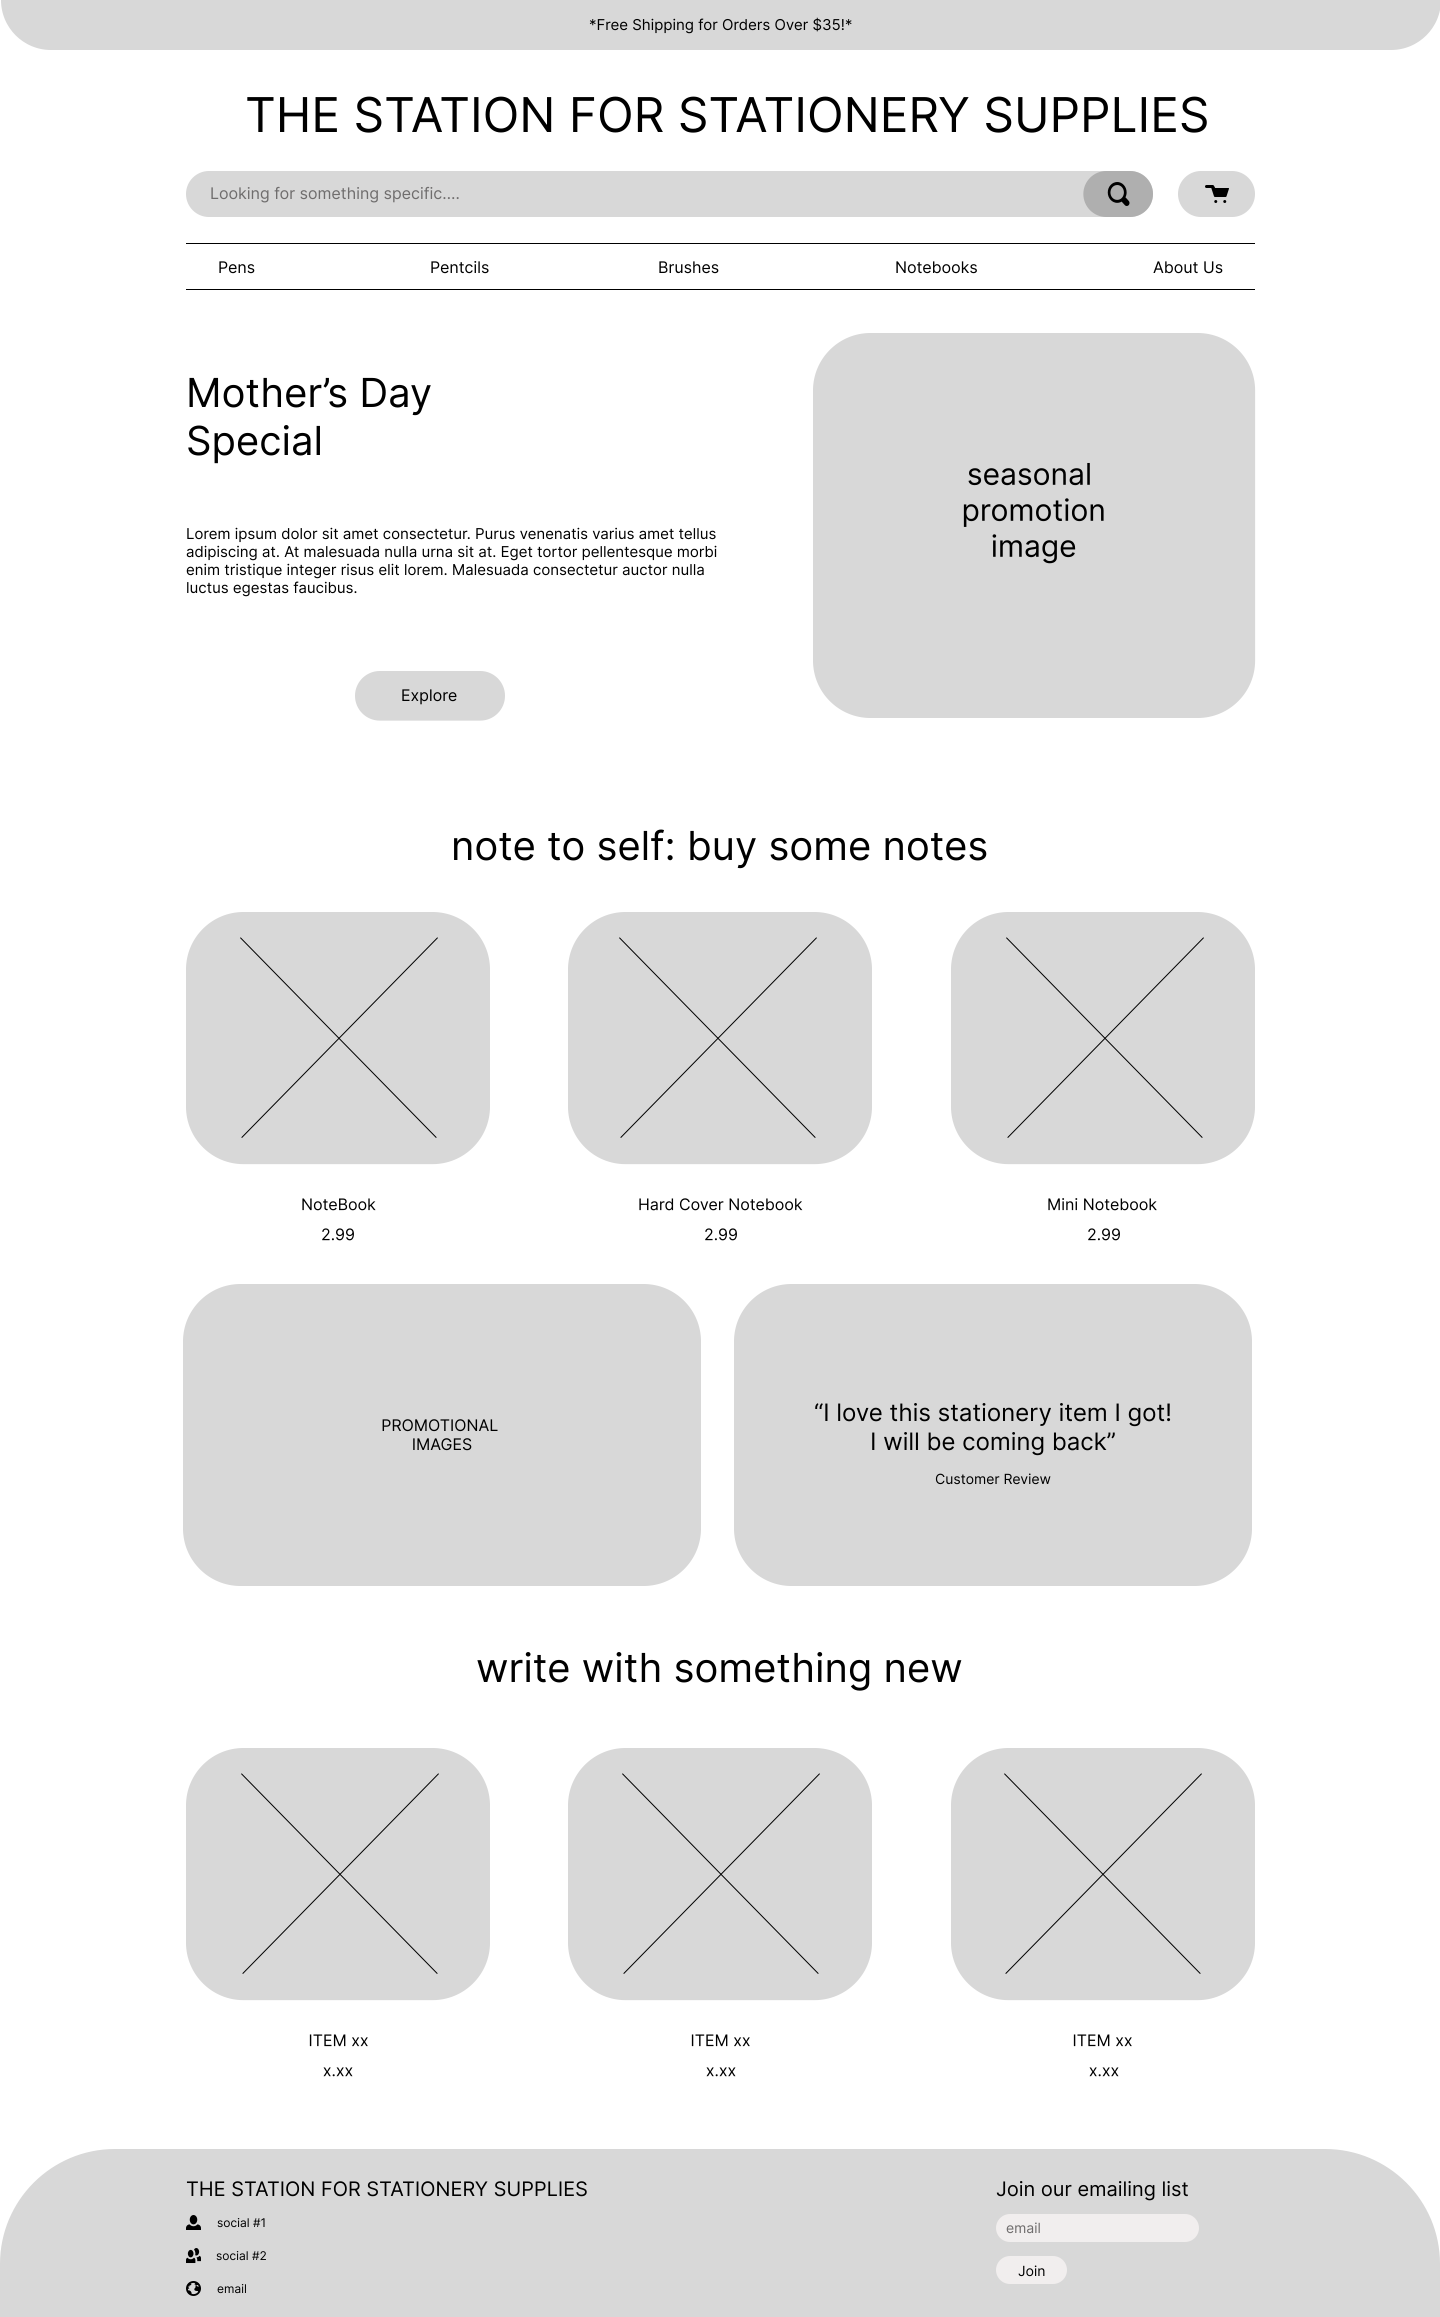 *Free Shipping for Orders Over $35!*
THE STATION FOR STATIONERY SUPPLIES
Looking for something specific....
Pens
Pentcils
Brushes
Notebooks
About Us
Mother’s Day
Special
Lorem ipsum dolor sit amet consectetur. Purus venenatis varius amet tellus
adipiscing at. At malesuada nulla urna sit at. Eget tortor pellentesque morbi
enim tristique integer risus elit lorem. Malesuada consectetur auctor nulla
luctus egestas faucibus.
Explore
seasonal
promotion
image
note to self: buy some notes
NoteBook
2.99
Hard Cover Notebook
2.99
Mini Notebook
2.99
PROMOTIONAL
IMAGES
“I love this stationery item I got!
I will be coming back”
Customer Review
write with something new
ITEM xx
x.xx
ITEM xx
x.xx
ITEM xx
x.xx
THE STATION FOR STATIONERY SUPPLIES
social #1
social #2
email
Join our emailing list
email
Join